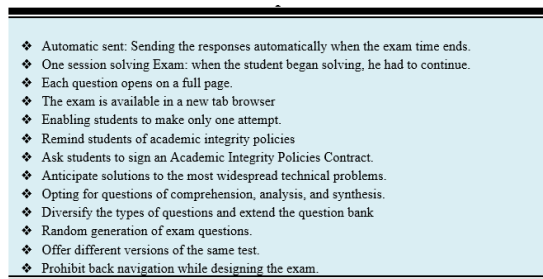 ❖ Automatic sent: Sending the responses automatically when the exam time ends.
❖ One session solving Exam: when the student began solving, he had to continue.
❖ Each question opens on a full page.
❖ The exam is available in a new tab browser
❖ Enabling students to make only one attempt.
❖ Remind students of academic integrity policies
❖ Ask students to sign an Academic Integrity Policies Contract.
❖ Anticipate solutions to the most widespread technical problems.
❖ Opting for questions of comprehension, analysis, and synthesis.
❖ Diversify the types of questions and extend the question bank
❖ Random generation of exam questions.
❖ Offer different versions of the same test.
❖ Prohibit back navigation while designing the exam.